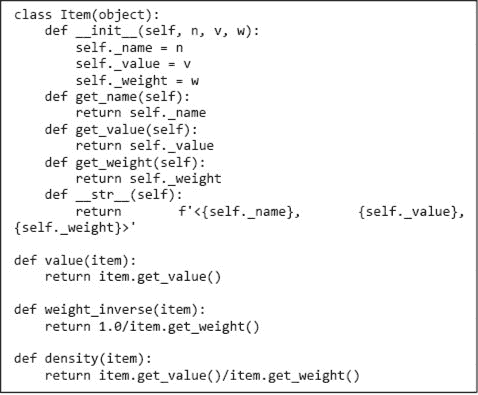 class Item(object):
    def __init__(self, n, v, w):
        self._name = n
        self._value = v
        self._weight = w
    def get_name(self):
        return self._name
    def get_value(self):
        return self._value
    def get_weight(self):
        return self._weight
    def __str__(self):
        return f'<{self._name}, {self._value},
{self._weight}>'

def value(item):
    return item.get_value()

def weight_inverse(item):
    return 1.0/item.get_weight()

def density(item):
    return item.get_value()/item.get_weight()